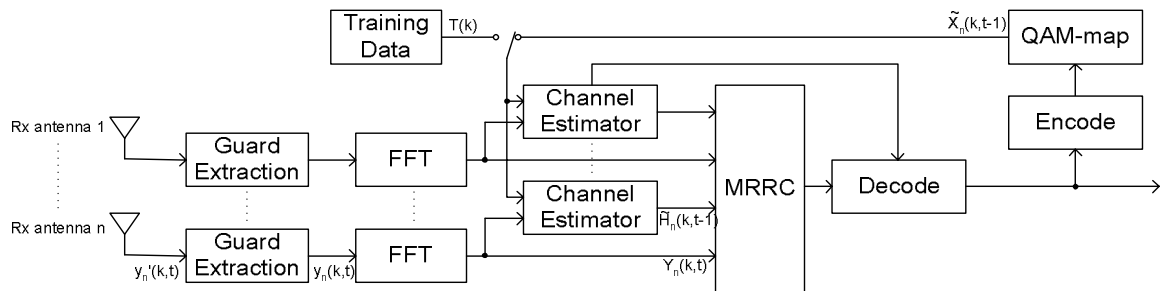 Training
Data
T(k)
X̃n(k,t-1)
QAM-map
Channel
Estimator
Encode
Rx antenna 1
Guard
Extraction
FFT
MRRC
Decode
Channel
Estimator
H̃n(k,t-1)
Rx antenna n
Guard
Extraction
FFT
yn'(k,t)
yn(k,t)
Yn(k,t)